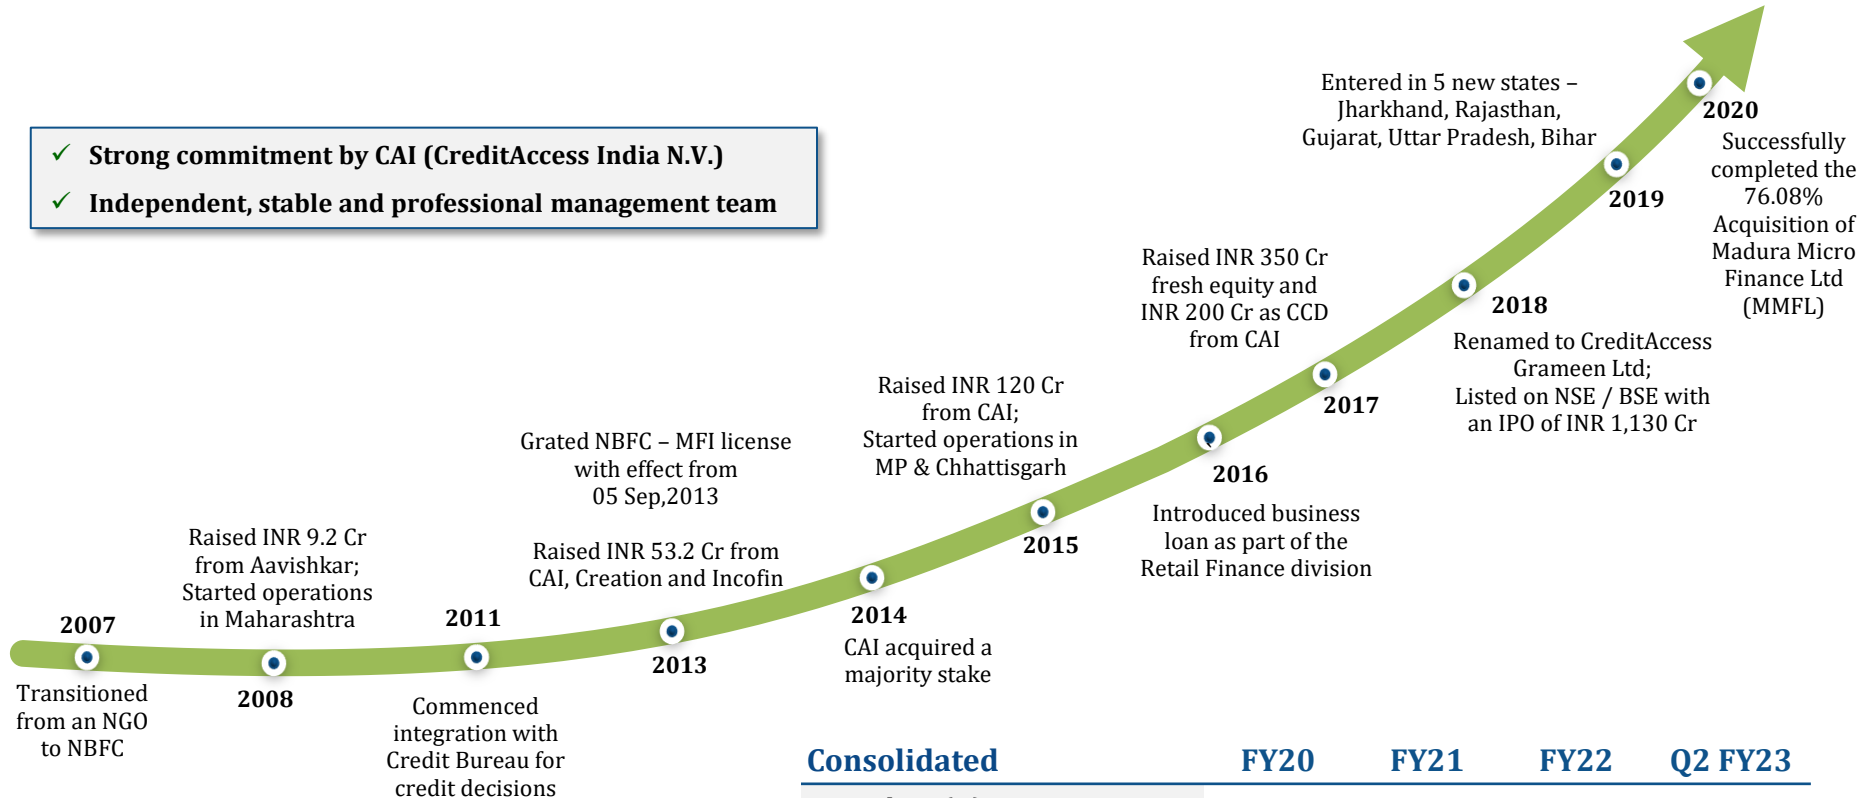 ✓ Strong commitment by CAI (CreditAccess India N.V.)
✓ Independent, stable and professional management team
2007
Transitioned
from an NGO
to NBFC
Raised INR 9.2 Cr
from Aavishkar;
Started operations
in Maharashtra
2008
2011
Commenced
integration with
Credit Bureau for
credit decisions
Grated NBFC – MFI license
with effect from
05 Sep,2013
Raised INR 53.2 Cr from
CAI, Creation and Incofin
2013
2014
CAI acquired a
majority stake
Raised INR 120 Cr
from CAI;
Started operations in
MP & Chhattisgarh
2015
2016
Introduced business
loan as part of the
Retail Finance division
Raised INR 350 Cr
fresh equity and
INR 200 Cr as CCD
from CAI
2017
2018
Renamed to CreditAccess
Grameen Ltd;
Listed on NSE / BSE with
an IPO of INR 1,130 Cr
Entered in 5 new states –
Jharkhand, Rajasthan,
Gujarat, Uttar Pradesh, Bihar
2019
2020
Successfully
completed the
76.08%
Acquisition of
Madura Micro
Finance Ltd
(MMFL)
Consolidated FY20 FY21 FY22 Q2 FY23